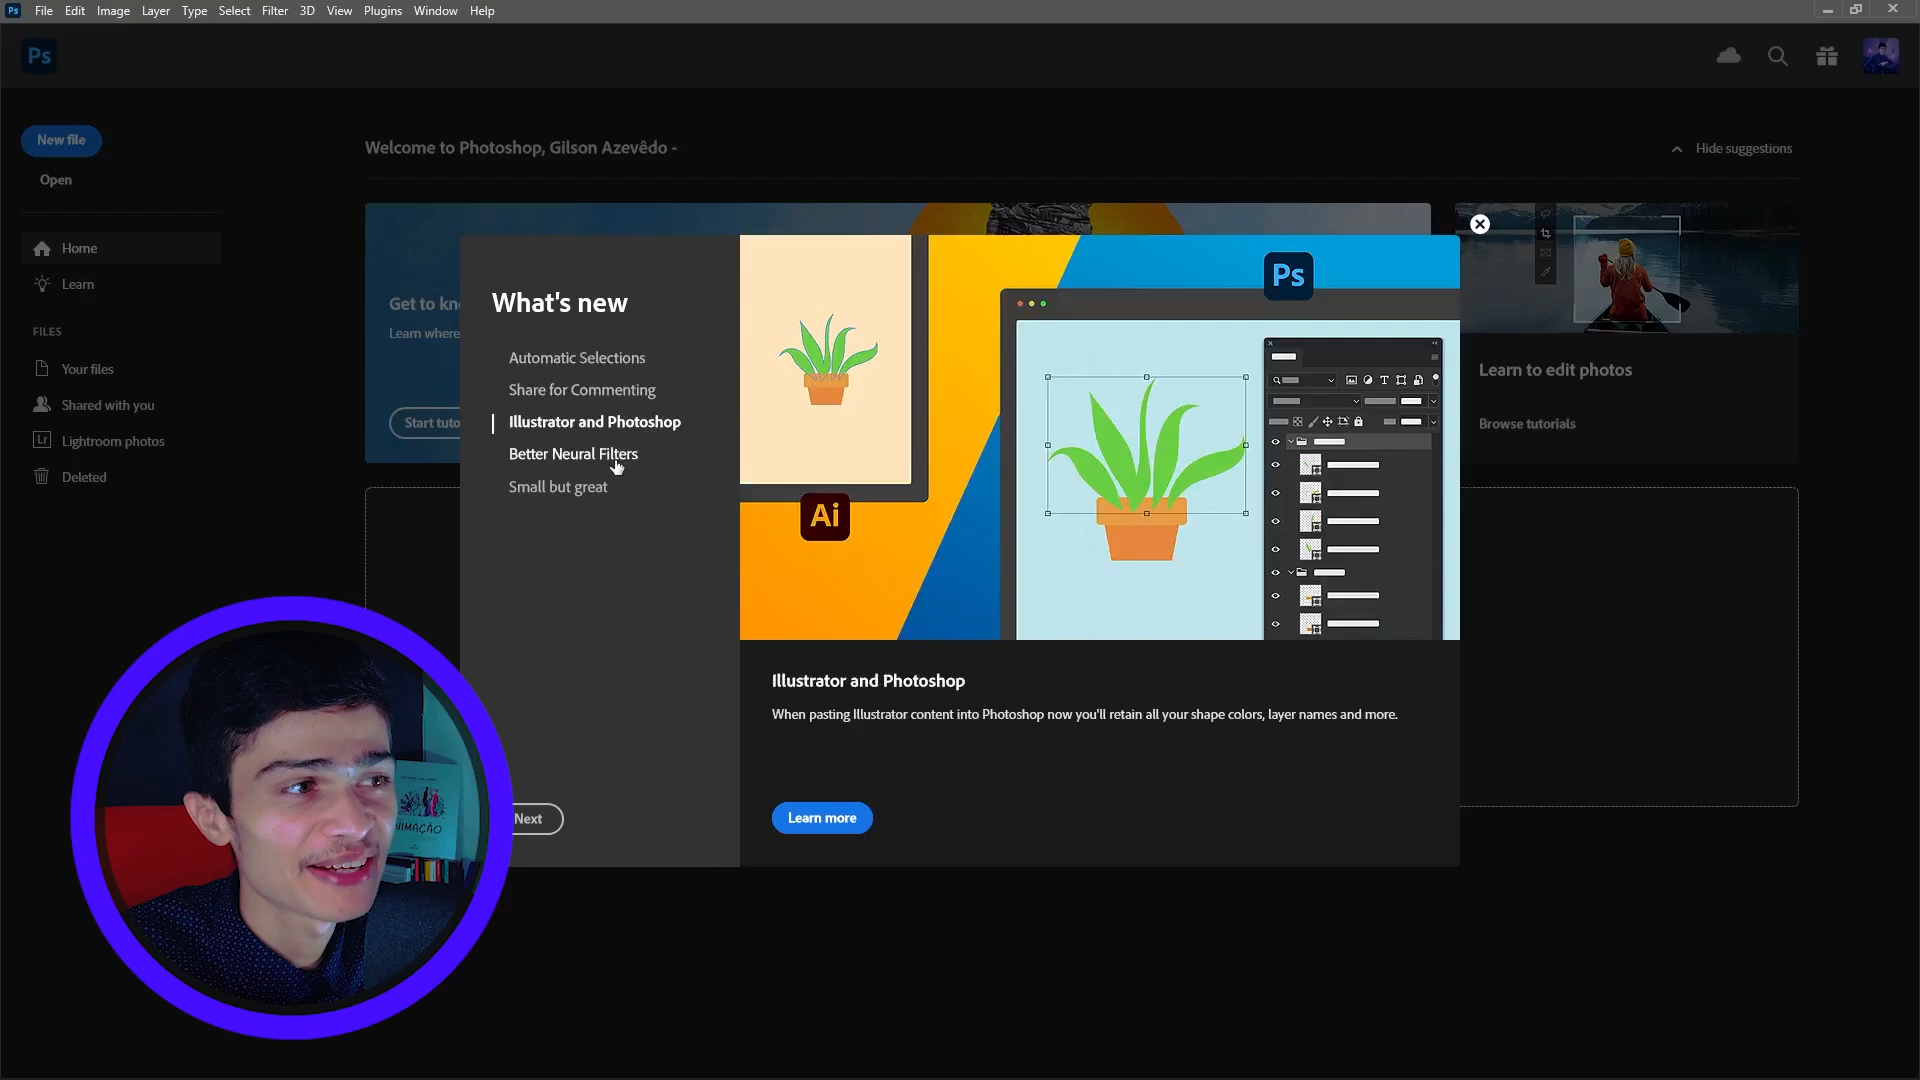 Ps File Edit Image Layer Type Select Filter 3D View Plugins Window Help
Ps
New file
Open
Home
Learn
FILES
Your files
Shared with you
Lr Lightroom photos
Deleted
Welcome to Photoshop, Gilson Azevêdo -
Hide suggestions
Get to
Learn where
Start
What's new
Automatic Selections
Share for Commenting
Illustrator and Photoshop
Better Neural Filters
Small but great
Next
Ai
Ps
Illustrator and Photoshop
When pasting Illustrator content into Photoshop now you'll retain all your shape colors, layer names and more.
Learn more
Learn to edit photos
Browse tutorials
NIMAÇÃO